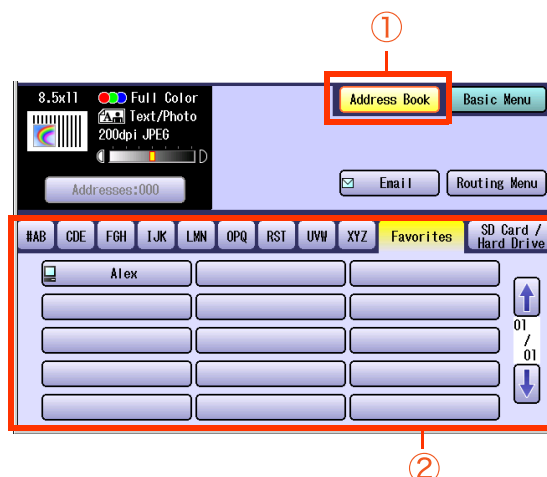 ①
8.5x11 Full Color
A Text/Photo
200dpi JPEG
D
Addresses:000
Address Book
Basic Menu
Email
Routing Menu
#AB CDE FGH IJK LMN OPQ RST UVW XYZ Favorites SD Card /
Hard Drive
Alex
01
/
01
②